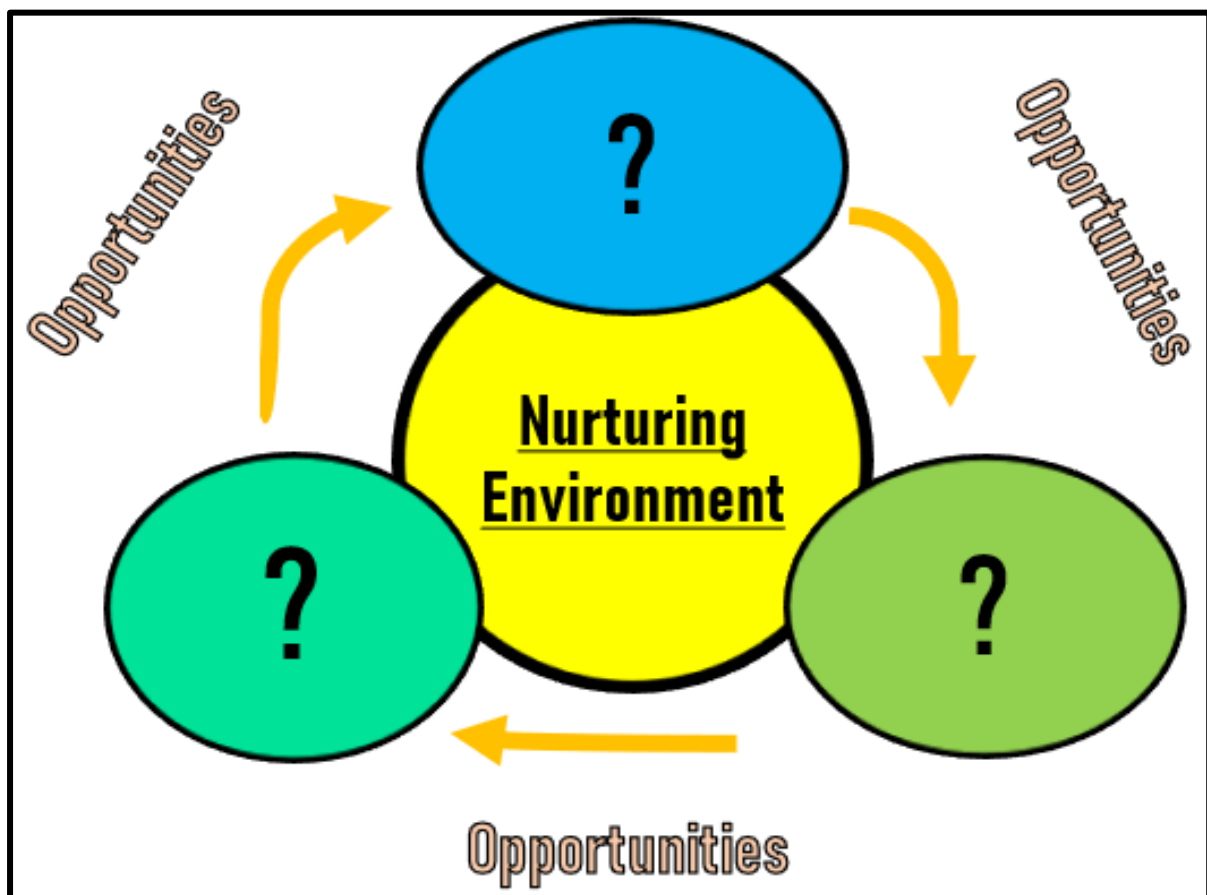 ?
Opportunities
Opportunities
Nurturing
Environment
?
?
Opportunities